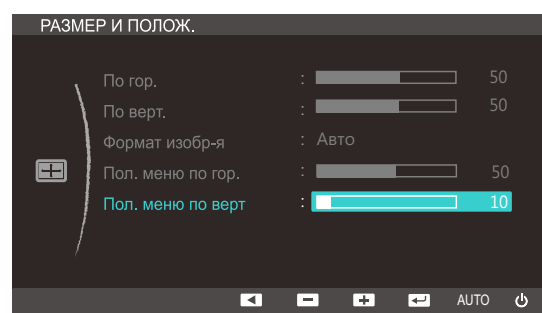 РАЗМЕР И ПОЛОЖ.
По гор. : 50
По верт. : 50
Формат изобр-я : Авто
Пол. меню по гор. : 50
Пол. меню по верт : 10
AUTO